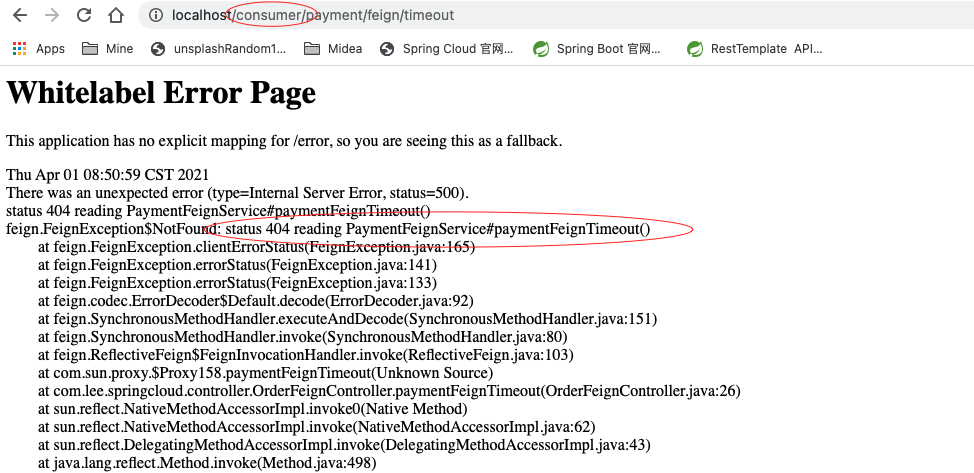 localhost/consumer/payment/feign/timeout
Apps Mine unsplashRandom1... Midea Spring Cloud 官网... Spring Boot 官网... RestTemplate API...
Whitelabel Error Page
This application has no explicit mapping for /error, so you are seeing this as a fallback.
Thu Apr 01 08:50:59 CST 2021
There was an unexpected error (type=Internal Server Error, status=500).
status 404 reading PaymentFeignService#paymentFeignTimeout()
feign.FeignException$NotFound: status 404 reading PaymentFeignService#paymentFeignTimeout()
at feign.FeignException.clientErrorStatus(FeignException.java:165)
at feign.FeignException.errorStatus(FeignException.java:141)
at feign.FeignException.errorStatus(FeignException.java:133)
at feign.codec.ErrorDecoder$Default.decode(ErrorDecoder.java:92)
at feign.SynchronousMethodHandler.executeAndDecode(SynchronousMethodHandler.java:151)
at feign.SynchronousMethodHandler.invoke(SynchronousMethodHandler.java:80)
at feign.ReflectiveFeign$FeignInvocationHandler.invoke(ReflectiveFeign.java:103)
at com.sun.proxy.$Proxy158.paymentFeignTimeout(Unknown Source)
at com.lee.springcloud.controller.OrderFeignController.paymentFeignTimeout(OrderFeignController.java:26)
at sun.reflect.NativeMethodAccessorImpl.invoke0(Native Method)
at sun.reflect.NativeMethodAccessorImpl.invoke(NativeMethodAccessorImpl.java:62)
at sun.reflect.DelegatingMethodAccessorImpl.invoke(DelegatingMethodAccessorImpl.java:43)
at java.lang.reflect.Method.invoke(Method.java:498)